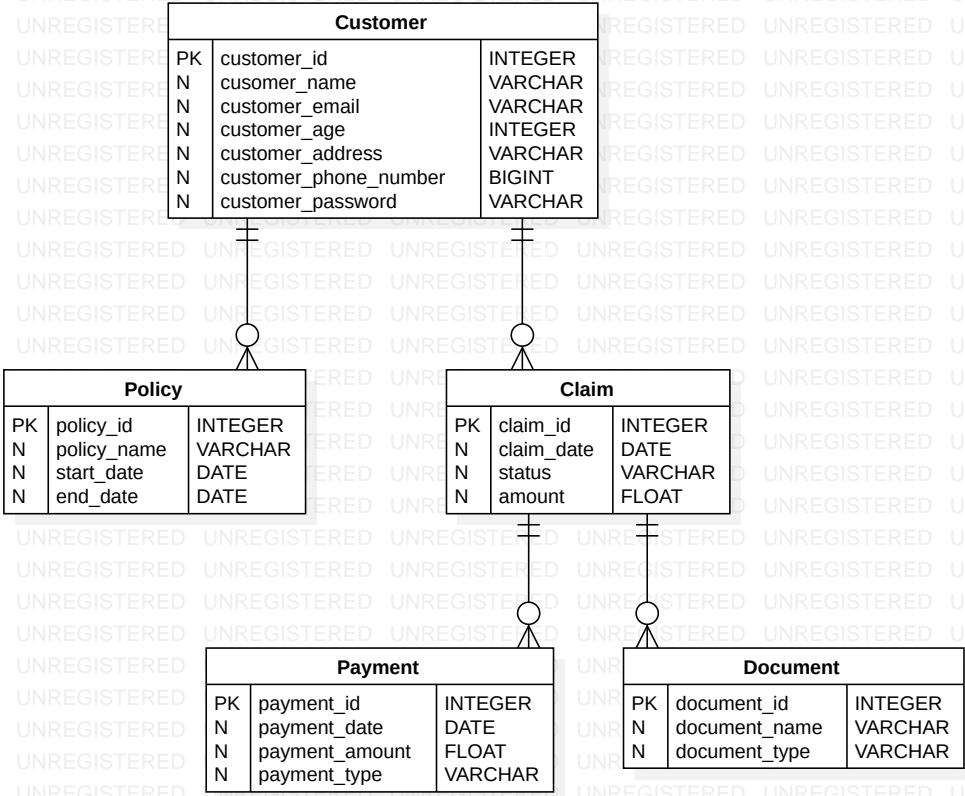 Customer
PK customer_id INTEGER
N cusomer_name VARCHAR
N customer_email VARCHAR
N customer_age INTEGER
N customer_address VARCHAR
N customer_phone_number BIGINT
N customer_password VARCHAR
Policy
PK policy_id INTEGER
N policy_name VARCHAR
N start_date DATE
N end_date DATE
Claim
PK claim_id INTEGER
N claim_date DATE
N status VARCHAR
N amount FLOAT
Payment
PK payment_id INTEGER
N payment_date DATE
N payment_amount FLOAT
N payment_type VARCHAR
Document
PK document_id INTEGER
N document_name VARCHAR
N document_type VARCHAR
UNREGISTERED